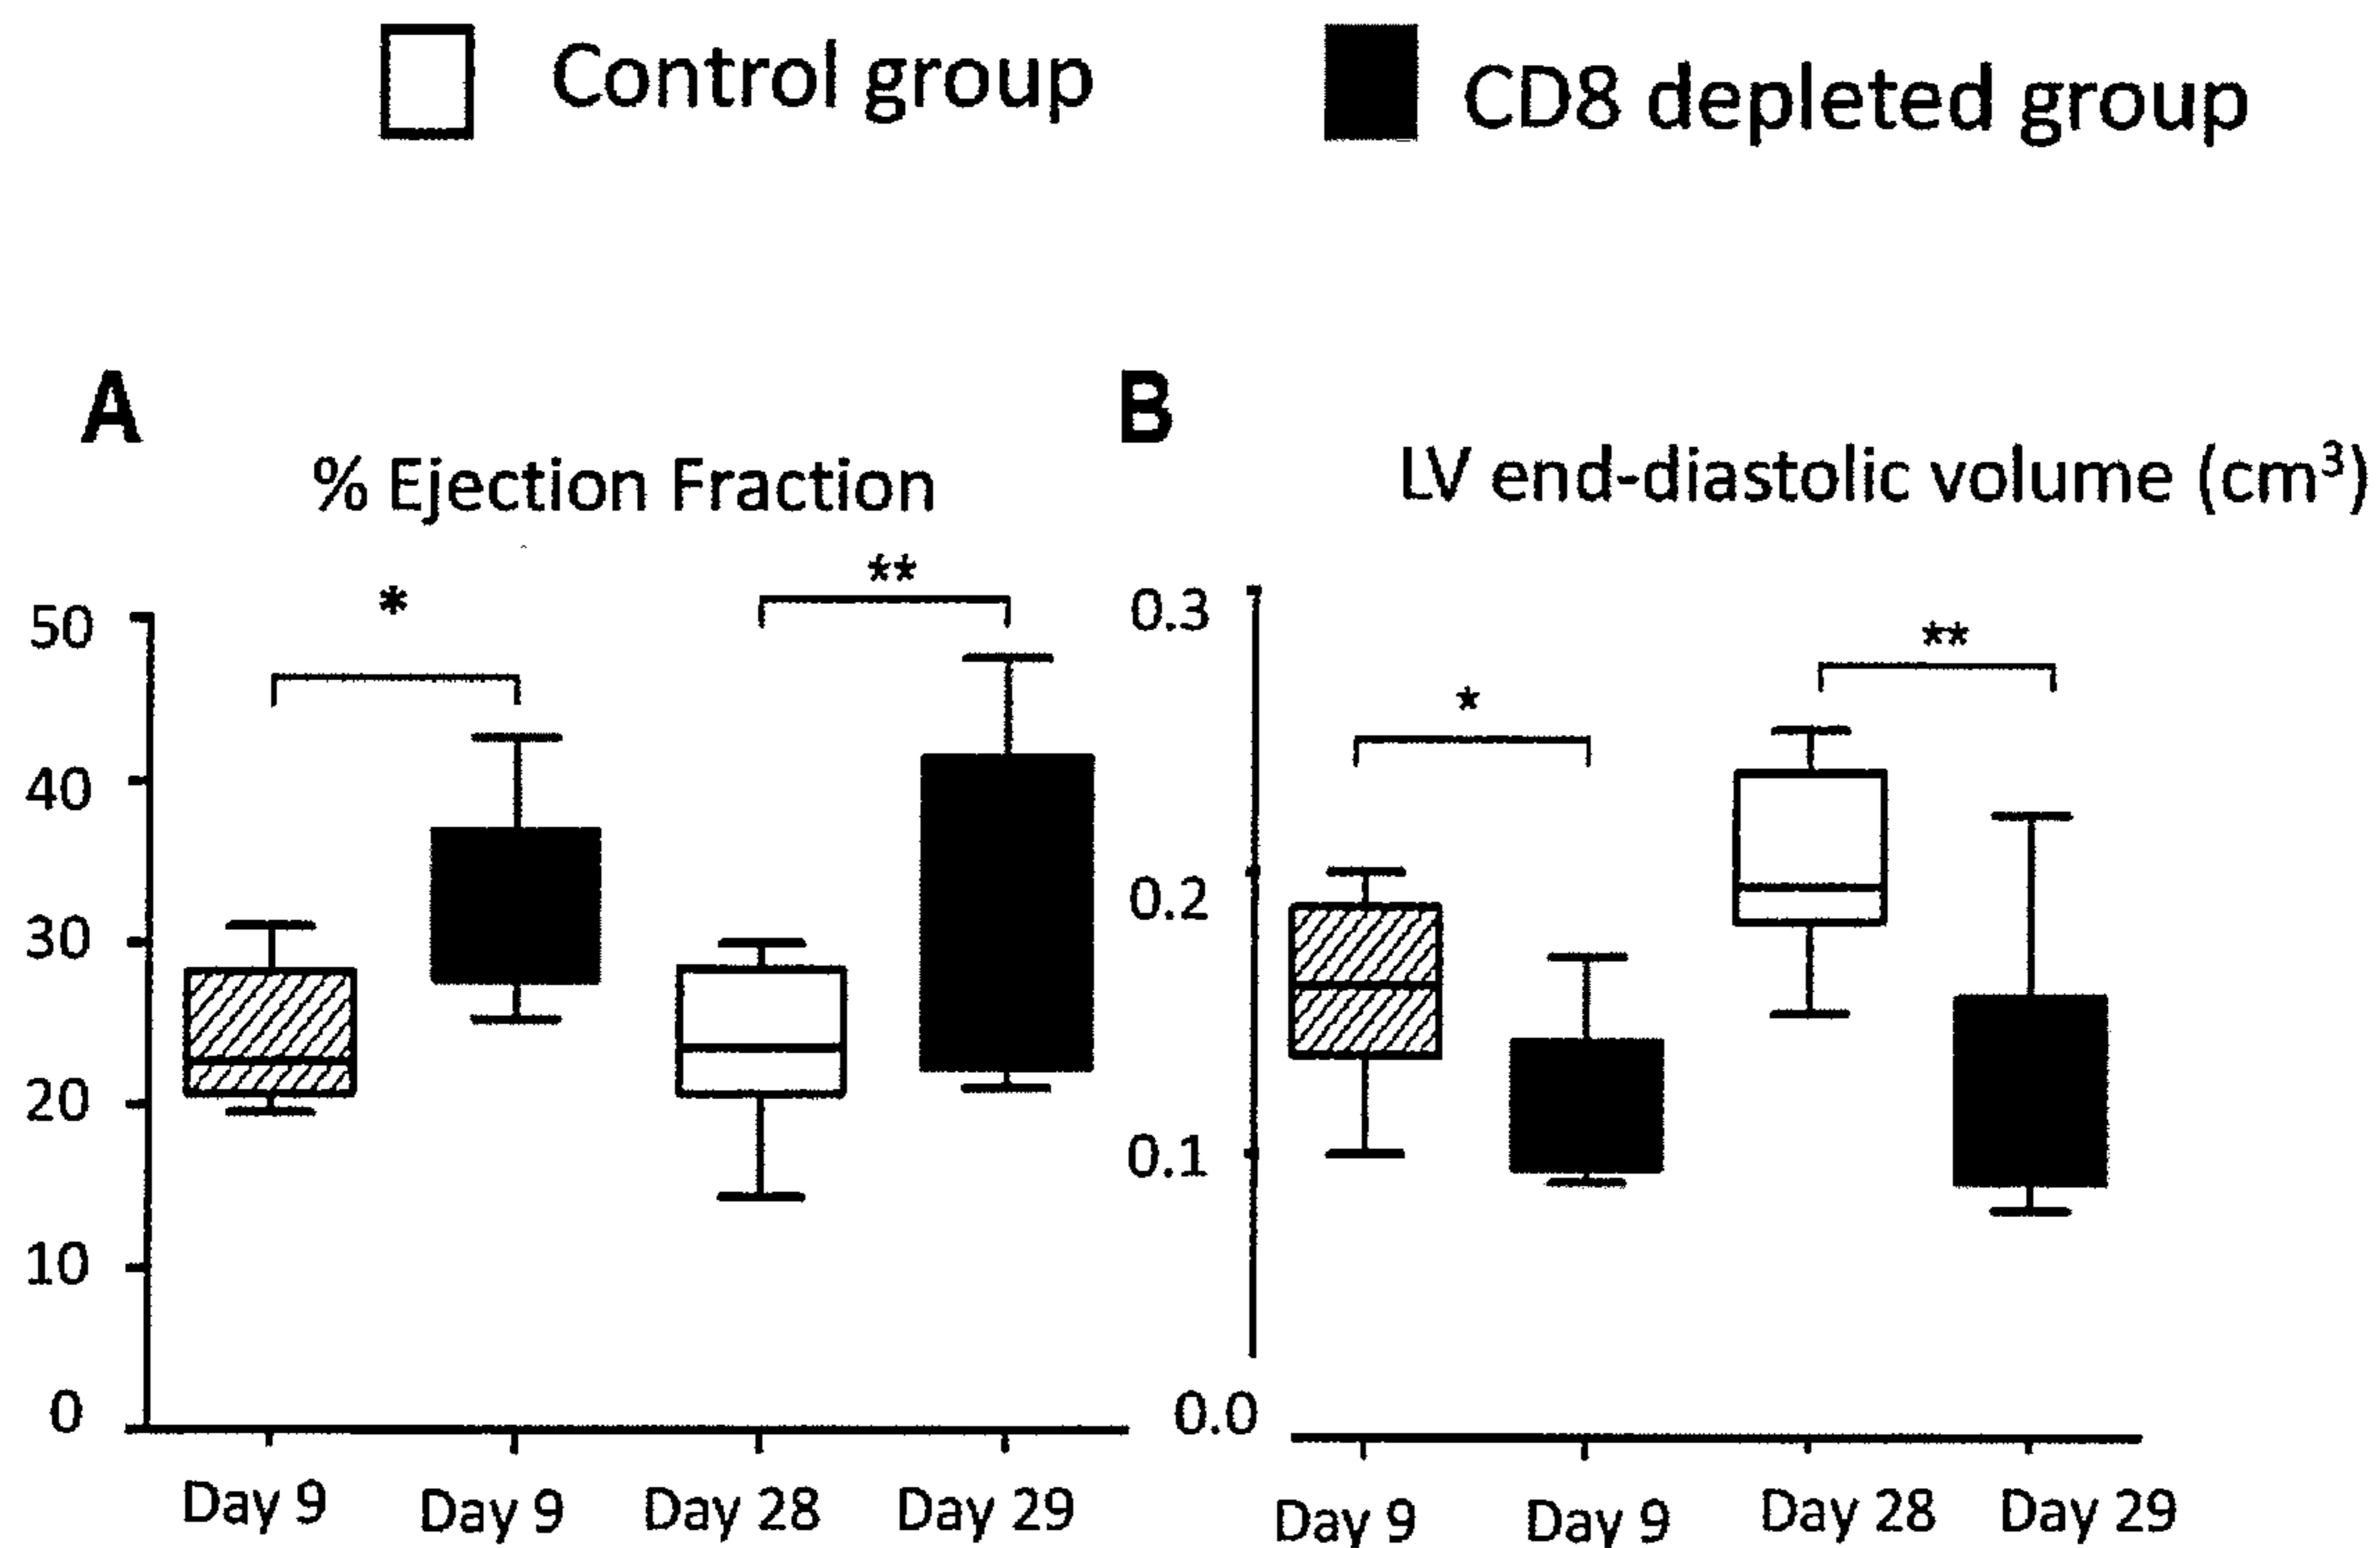 Control group
CD8 depleted group
A
% Ejection Fraction
*
**
50
40
30
20
10
0
Day 9
Day 9
Day 28
Day 29
B
LV end-diastolic volume (cm³)
*
**
0.3
0.2
0.1
0.0
Day 9
Day 9
Day 28
Day 29